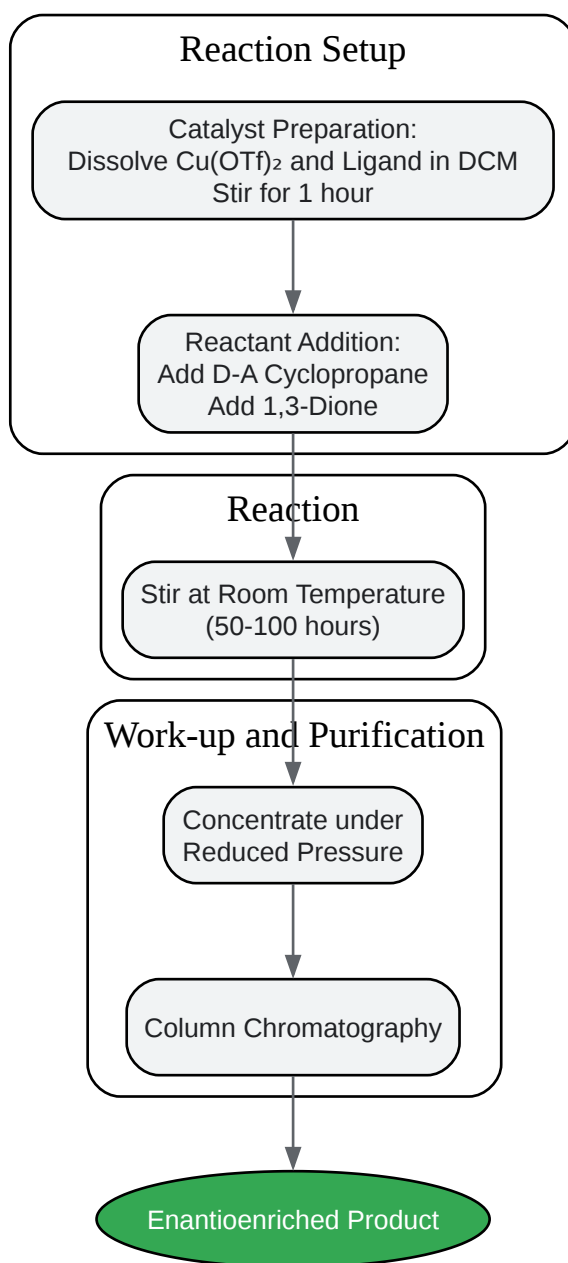 Reaction Setup
Catalyst Preparation:
Dissolve Cu(OTf)₂ and Ligand in DCM
Stir for 1 hour
Reactant Addition:
Add D-A Cyclopropane
Add 1,3-Dione
Reaction
Stir at Room Temperature
(50-100 hours)
Work-up and Purification
Concentrate under
Reduced Pressure
Column Chromatography
Enantioenriched Product